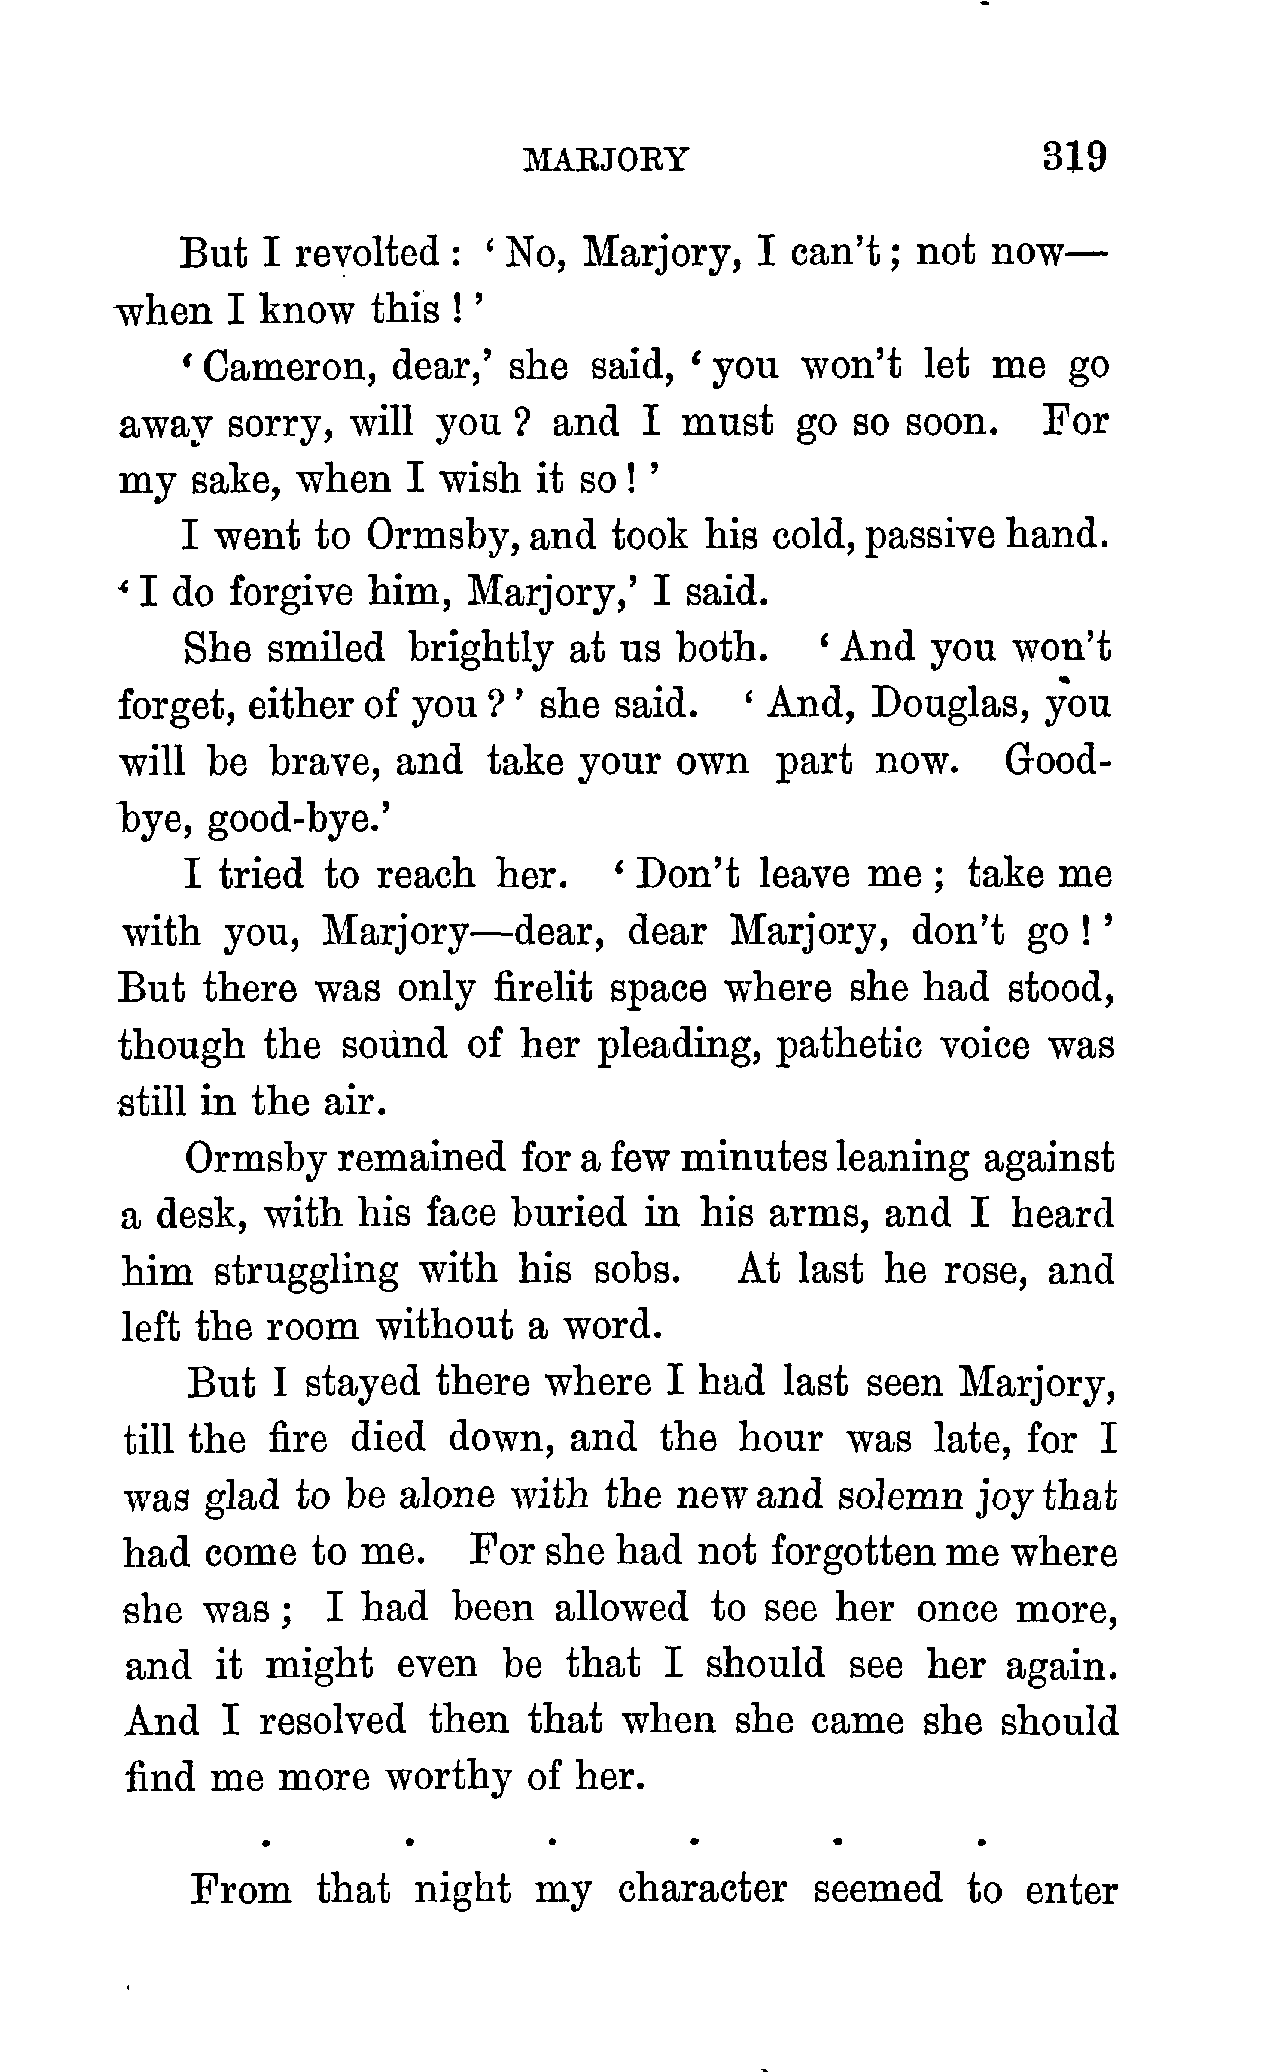 MARJORY 319
But I revolted : ‘ No, Marjory, I can’t ; not now—
when I know this ! ’
‘ Cameron, dear,’ she said, ‘ you won’t let me go
away sorry, will you ? and I must go so soon. For
my sake, when I wish it so ! ’
I went to Ormsby, and took his cold, passive hand.
‘ I do forgive him, Marjory,’ I said.
She smiled brightly at us both. ‘ And you won’t
forget, either of you ? ’ she said. ‘ And, Douglas, you
will be brave, and take your own part now. Good-
bye, good-bye.’
I tried to reach her. ‘ Don’t leave me ; take me
with you, Marjory—dear, dear Marjory, don’t go ! ’
But there was only firelit space where she had stood,
though the sound of her pleading, pathetic voice was
still in the air.
Ormsby remained for a few minutes leaning against
a desk, with his face buried in his arms, and I heard
him struggling with his sobs. At last he rose, and
left the room without a word.
But I stayed there where I had last seen Marjory,
till the fire died down, and the hour was late, for I
was glad to be alone with the new and solemn joy that
had come to me. For she had not forgotten me where
she was ; I had been allowed to see her once more,
and it might even be that I should see her again.
And I resolved then that when she came she should
find me more worthy of her.
. . . . . .
From that night my character seemed to enter